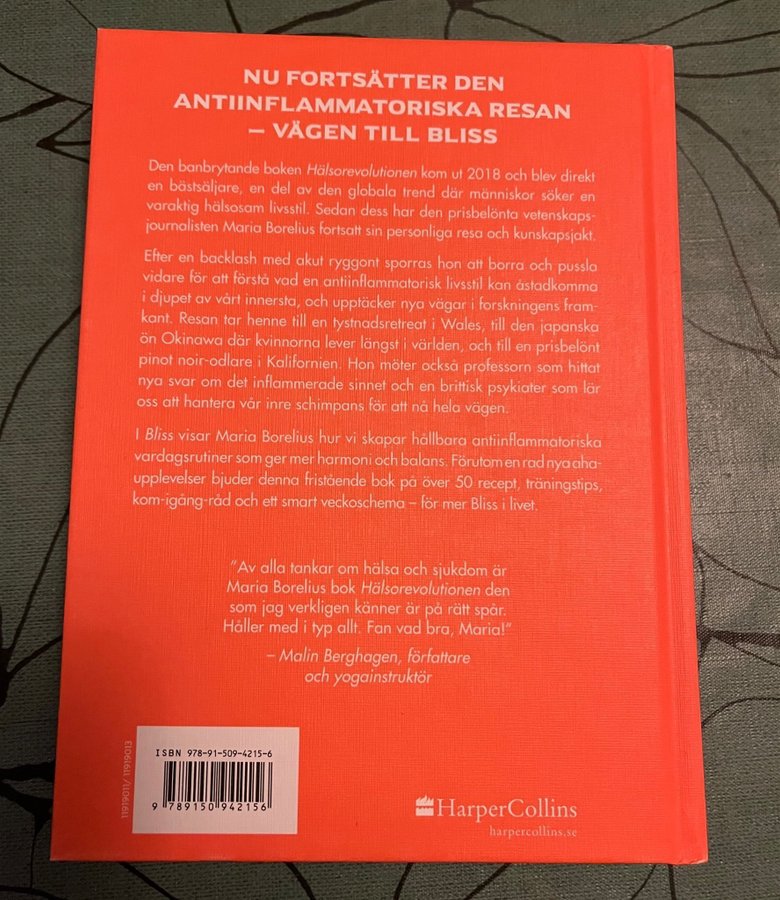 NU FORTSÄTTER DEN
ANTIINFLAMMATORISKA RESAN
– VÄGEN TILL BLISS
Den banbrytande boken Hälsorevolutionen kom ut 2018 och blev direkt
en bästsäljare, en del av den globala trend där människor söker en
varaktig hälsosam livsstil. Sedan dess har den prisbelönta vetenskaps-
journalisten Maria Borelius fortsatt sin personliga resa och kunskapsjakt.
Efter en backlash med akut ryggont sporras hon att borra och pussla
vidare för att förstå vad en antiinflammatorisk livsstil kan åstadkomma
i djupet av vårt innersta, och upptäcker nya vägar i forskningens fram-
kant. Resan tar henne till en tystnadsretreat i Wales, till den japanska
ön Okinawa där kvinnorna lever längst i världen, och till en prisbelönt
pinot noir-odlare i Kalifornien. Hon möter också professorn som hittat
nya svar om det inflammerade sinnet och en brittisk psykiater som lär
oss att hantera vår inre schimpans för att nå hela vägen.
I Bliss visar Maria Borelius hur vi skapar hållbara antiinflammatoriska
vardagsrutiner som ger mer harmoni och balans. Förutom en rad nya aha-
upplevelser bjuder denna fristående bok på över 50 recept, träningstips,
kom-igång-råd och ett smart veckoschema – för mer Bliss i livet.
”Av alla tankar om hälsa och sjukdom är
Maria Borelius bok Hälsorevolutionen den
som jag verkligen känner är på rätt spår.
Håller med i typ allt. Fan vad bra, Maria!”
– Malin Berghagen, författare
och yogainstruktör
ISBN 978-91-509-4215-6
9 789150 942156
11919011/11919013
HarperCollins
harpercollins.se